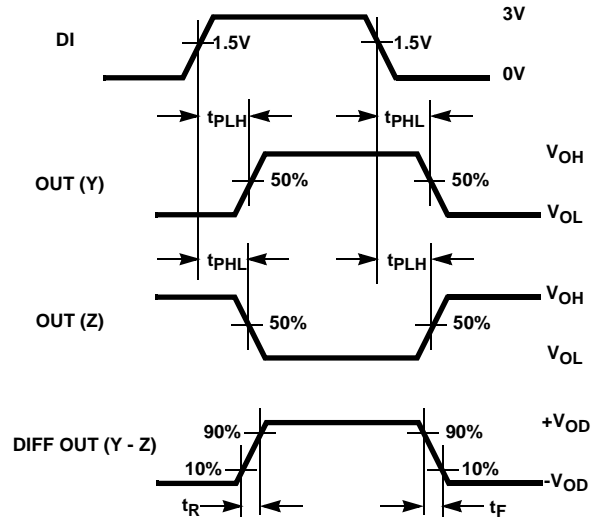 3V
DI
1.5V
1.5V
0V
tPLH
tPHL
VOH
OUT (Y)
50%
50%
VOL
tPHL
tPLH
VOH
OUT (Z)
50%
50%
VOL
+VOD
90%
90%
DIFF OUT (Y - Z)
10%
10%
-VOD
tR
tF